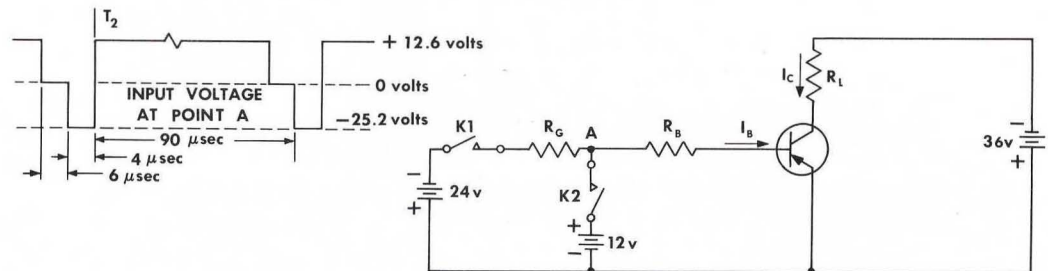 T2
+ 12.6 volts
0 volts
INPUT VOLTAGE
AT POINT A
−25.2 volts
90 μsec
4 μsec
6 μsec
K1
RG
A
RB
IB
IC
RL
−
+
24v
K2
+
−
12v
−
36v
+